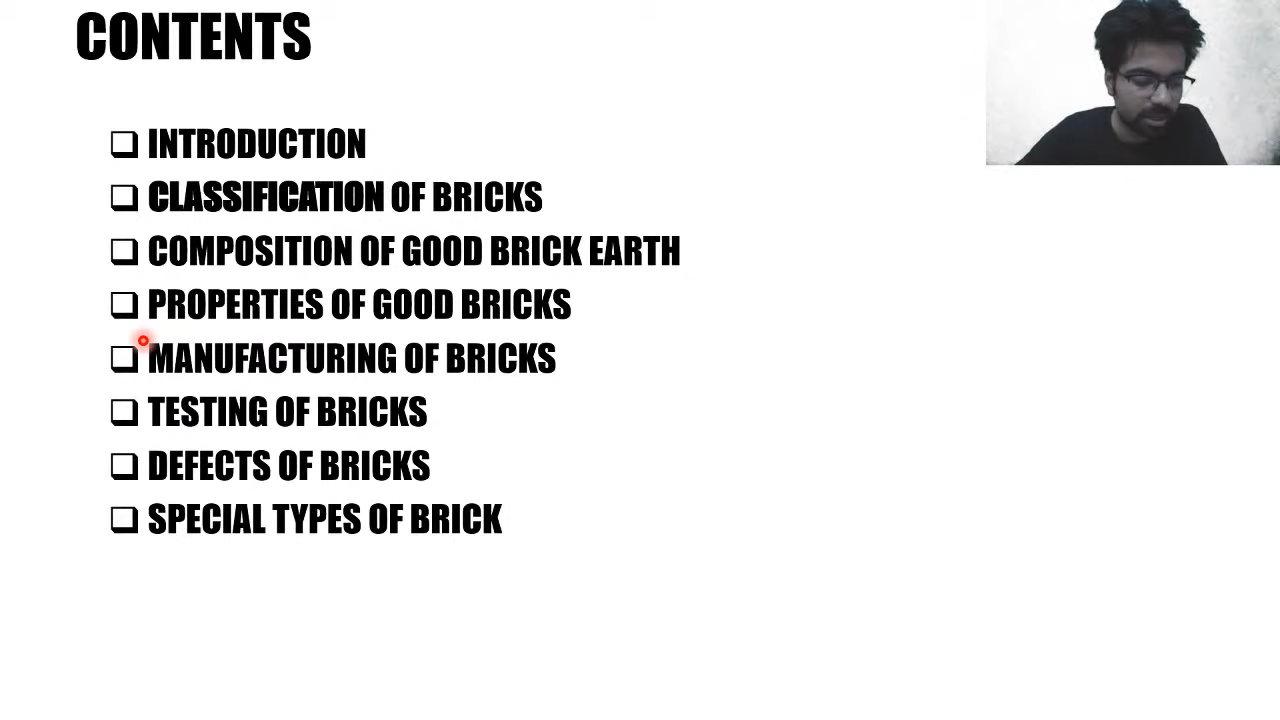 CONTENTS
INTRODUCTION
CLASSIFICATION OF BRICKS
COMPOSITION OF GOOD BRICK EARTH
PROPERTIES OF GOOD BRICKS
MANUFACTURING OF BRICKS
TESTING OF BRICKS
DEFECTS OF BRICKS
SPECIAL TYPES OF BRICK